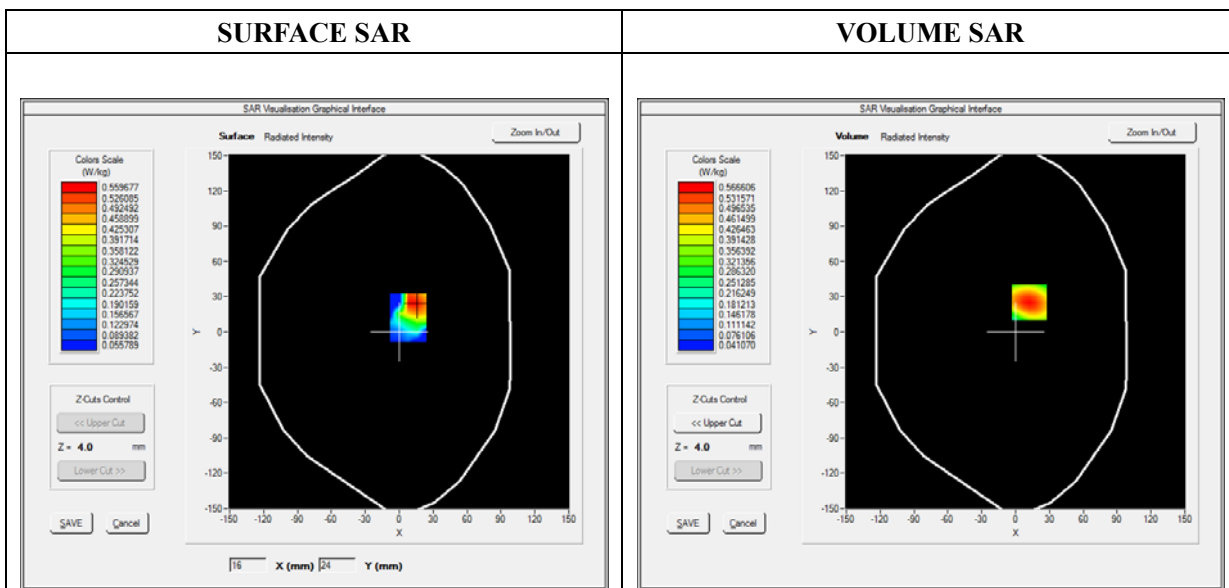 SURFACE SAR
VOLUME SAR
SAR Visualisation Graphical Interface
Surface Radiated Intensity
Zoom In/Out
Colors Scale
(W/kg)
0.559677
0.526085
0.492492
0.458899
0.425307
0.391714
0.358122
0.324529
0.290937
0.257344
0.223752
0.190159
0.156567
0.122974
0.089382
0.055789
Z-Cuts Control
<< Upper Cut
Z = 4.0 mm
Lower Cut >>
SAVE Cancel
150
120
90
60
30
0
-30
-60
-90
-120
-150
Y
-150 -120 -90 -60 -30 0 30 60 90 120 150
X
16 X (mm) 24 Y (mm)
SAR Visualisation Graphical Interface
Volume Radiated Intensity
Zoom In/Out
Colors Scale
(W/kg)
0.566606
0.531571
0.496535
0.461499
0.426463
0.391428
0.356392
0.321356
0.286320
0.251285
0.216249
0.181213
0.146178
0.111142
0.076106
0.041070
Z-Cuts Control
<< Upper Cut
Z = 4.0 mm
Lower Cut >>
SAVE Cancel
150
120
90
60
30
0
-30
-60
-90
-120
-150
Y
-150 -120 -90 -60 -30 0 30 60 90 120 150
X